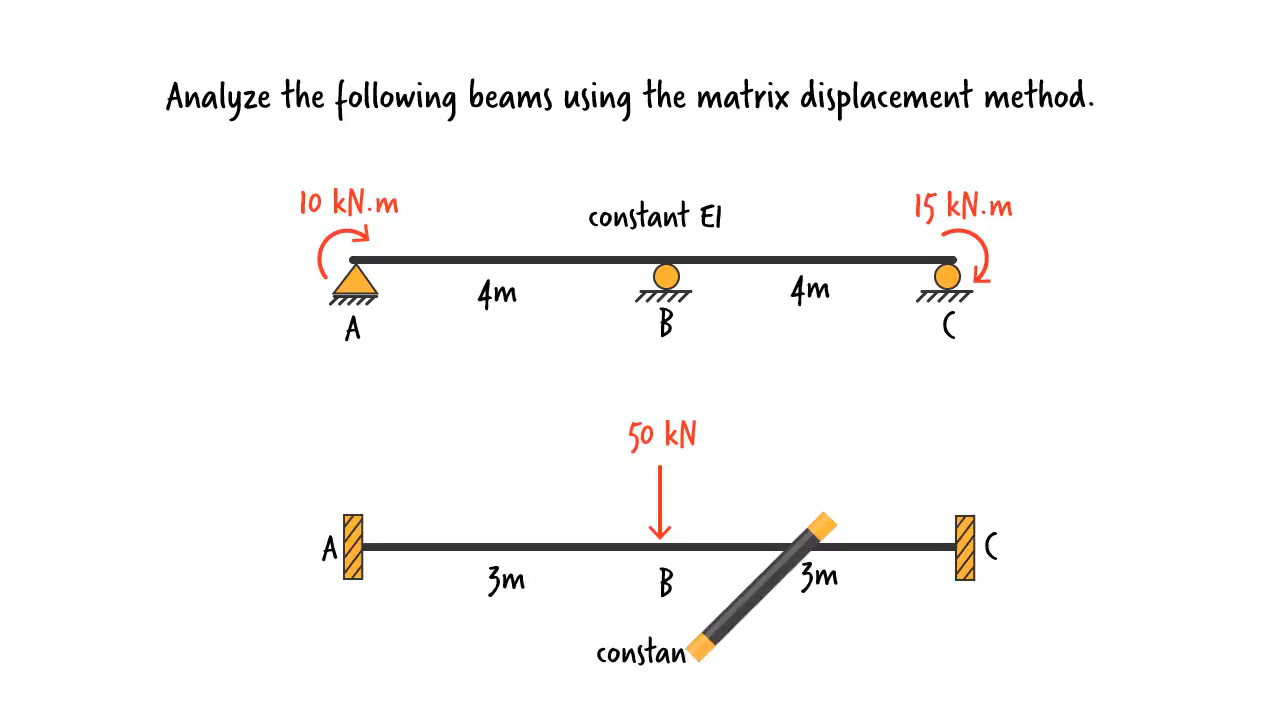 Analyze the following beams using the matrix displacement method.
10 kN.m
15 kN.m
constant EI
4m
4m
A
B
C
50 kN
A
C
3m
B
3m
constan